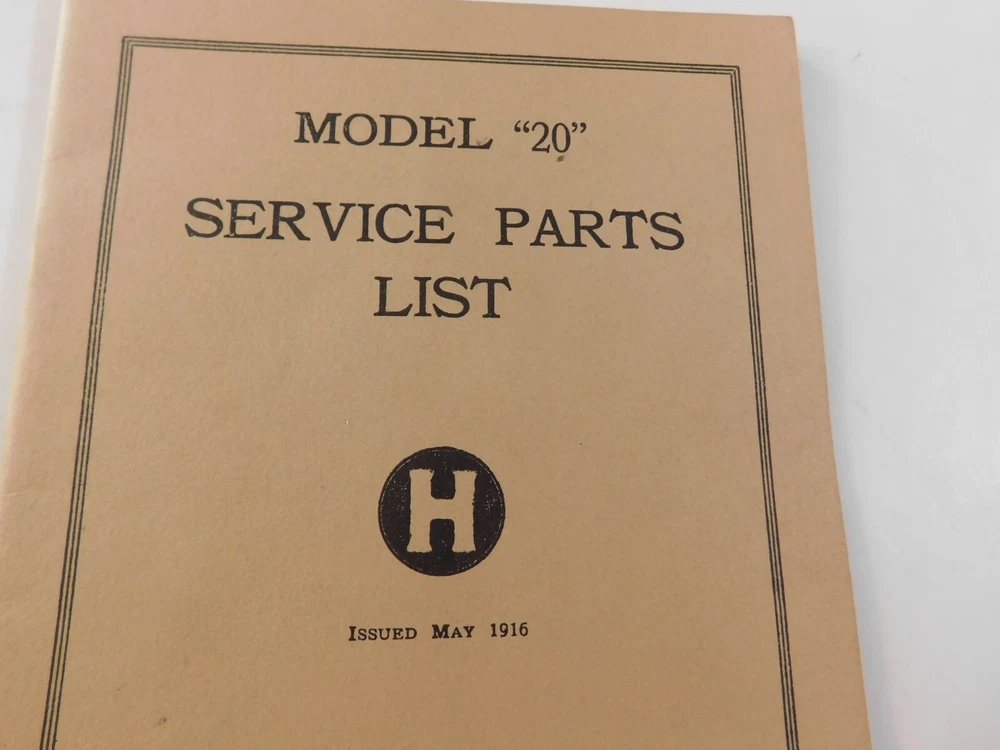 MODEL “20”
SERVICE PARTS
LIST
H
ISSUED MAY 1916